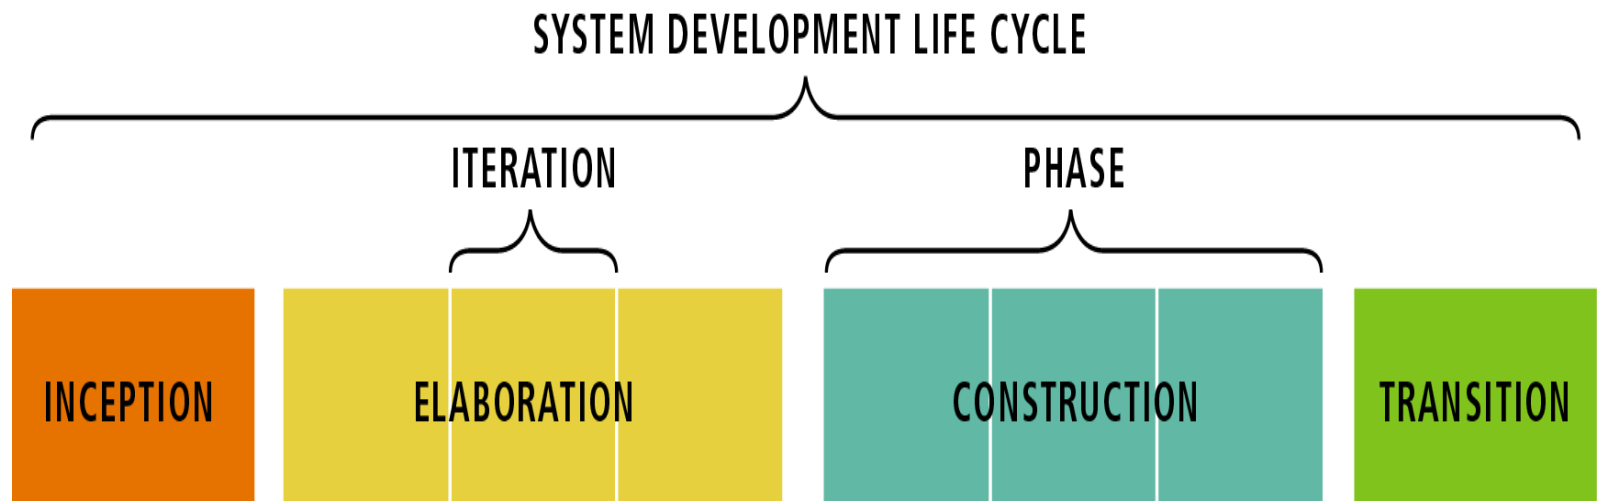 SYSTEM DEVELOPMENT LIFE CYCLE
ITERATION
PHASE
INCEPTION
ELABORATION
CONSTRUCTION
TRANSITION